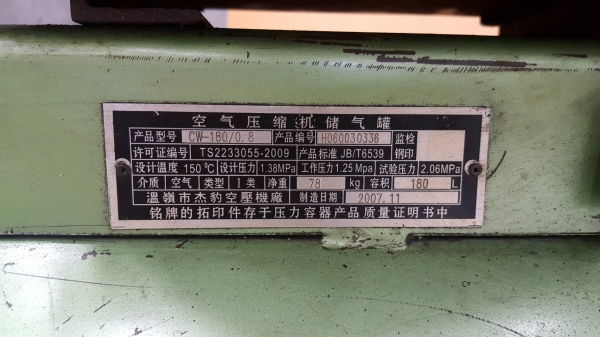 空气压缩机储气罐
产品型号 CW-180/0.8 产品编号 H060030336 监检
许可证编号 TS2233055-2009 产品标准 JB/T6539 钢印
设计温度 150℃ 设计压力 1.38MPa 工作压力 1.25Mpa 试验压力 2.06MPa
介质 空气 类型 I类 净重 78 kg 容积 180 L
温嶺市杰豹空壓機廠 制造日期 2007.11
铭牌的拓印件存于压力容器产品质量证明书中